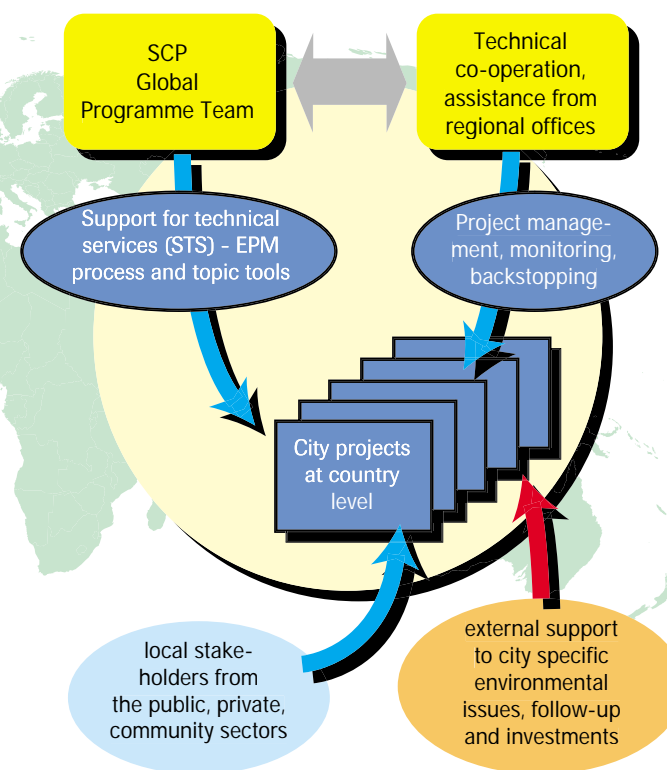 SCP
Global
Programme Team
Technical
co-operation,
assistance from
regional offices
Support for technical
services (STS) - EPM
process and topic tools
Project manage-
ment, monitoring,
backstopping
City projects
at country
level
local stake-
holders from
the public, private,
community sectors
external support
to city specific
environmental
issues, follow-up
and investments